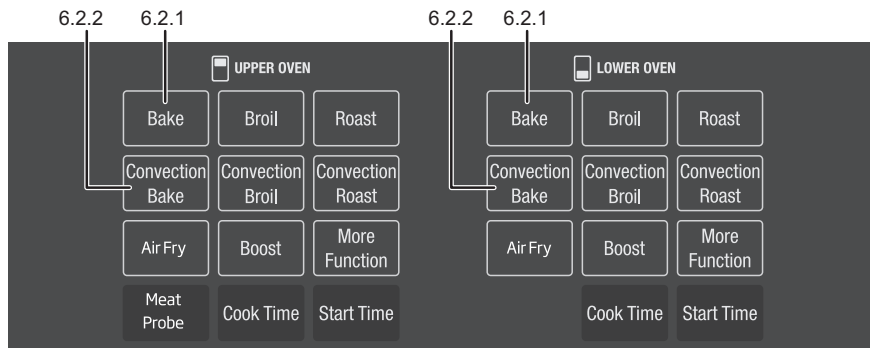 6.2.2 6.2.1 6.2.2 6.2.1
UPPER OVEN LOWER OVEN
Bake Broil Roast Bake Broil Roast
Convection Convection Convection Convection Convection Convection
Bake Broil Roast Bake Broil Roast
Air Fry Boost More Function Air Fry Boost More Function
Meat Probe Cook Time Start Time Cook Time Start Time